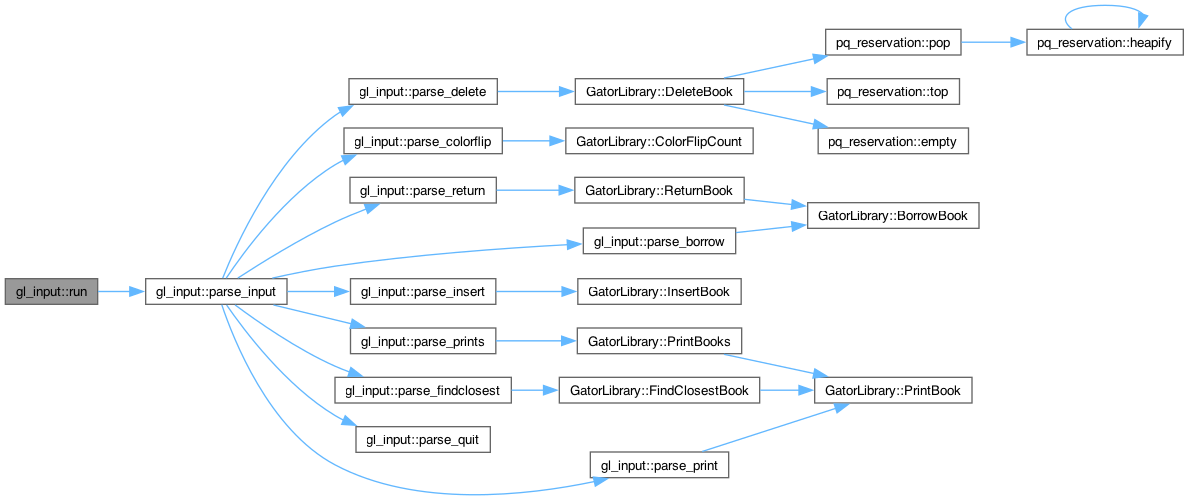 gl_input::run
gl_input::parse_input
gl_input::parse_delete
GatorLibrary::DeleteBook
pq_reservation::pop
pq_reservation::heapify
pq_reservation::top
pq_reservation::empty
gl_input::parse_colorflip
GatorLibrary::ColorFlipCount
gl_input::parse_return
GatorLibrary::ReturnBook
GatorLibrary::BorrowBook
gl_input::parse_borrow
gl_input::parse_insert
GatorLibrary::InsertBook
gl_input::parse_prints
GatorLibrary::PrintBooks
gl_input::parse_findclosest
GatorLibrary::FindClosestBook
GatorLibrary::PrintBook
gl_input::parse_quit
gl_input::parse_print